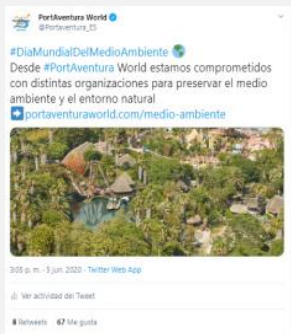 PortAventura World
@Portaventura_ES
#DiaMundialDelMedioAmbiente
Desde #PortAventura World estamos comprometidos
con distintas organizaciones para preservar el medio
ambiente y el entorno natural
➡portaventuraworld.com/medio-ambiente
3:05 p. m. · 5 jun. 2020 · Twitter Web App
Ver actividad del Tweet
8 Retweets 67 Me gusta